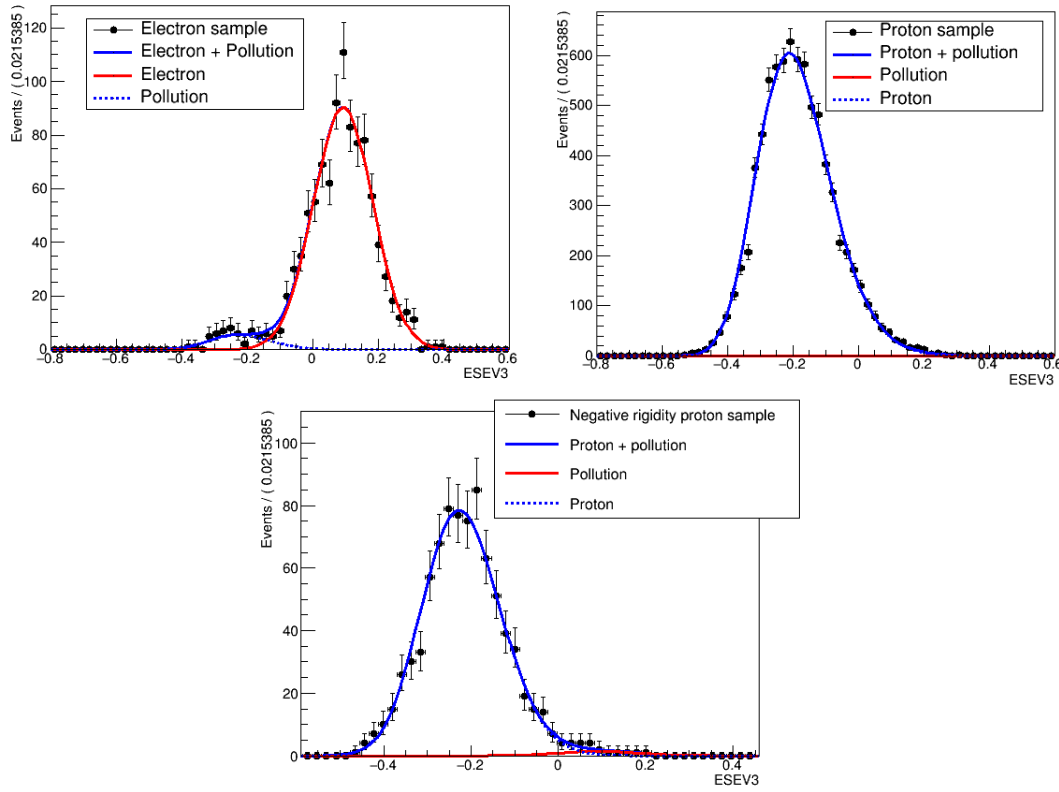 Events / ( 0.0215385 )
120
100
80
60
40
20
0
Electron sample
Electron + Pollution
Electron
Pollution
−0.8 −0.6 −0.4 −0.2 0 0.2 0.4 0.6
ESEV3
Events / ( 0.0215385 )
600
500
400
300
200
100
0
Proton sample
Proton + pollution
Pollution
Proton
−0.8 −0.6 −0.4 −0.2 0 0.2 0.4 0.6
ESEV3
Events / ( 0.0215385 )
100
80
60
40
20
0
Negative rigidity proton sample
Proton + pollution
Pollution
Proton
−0.4 −0.2 0 0.2 0.4
ESEV3